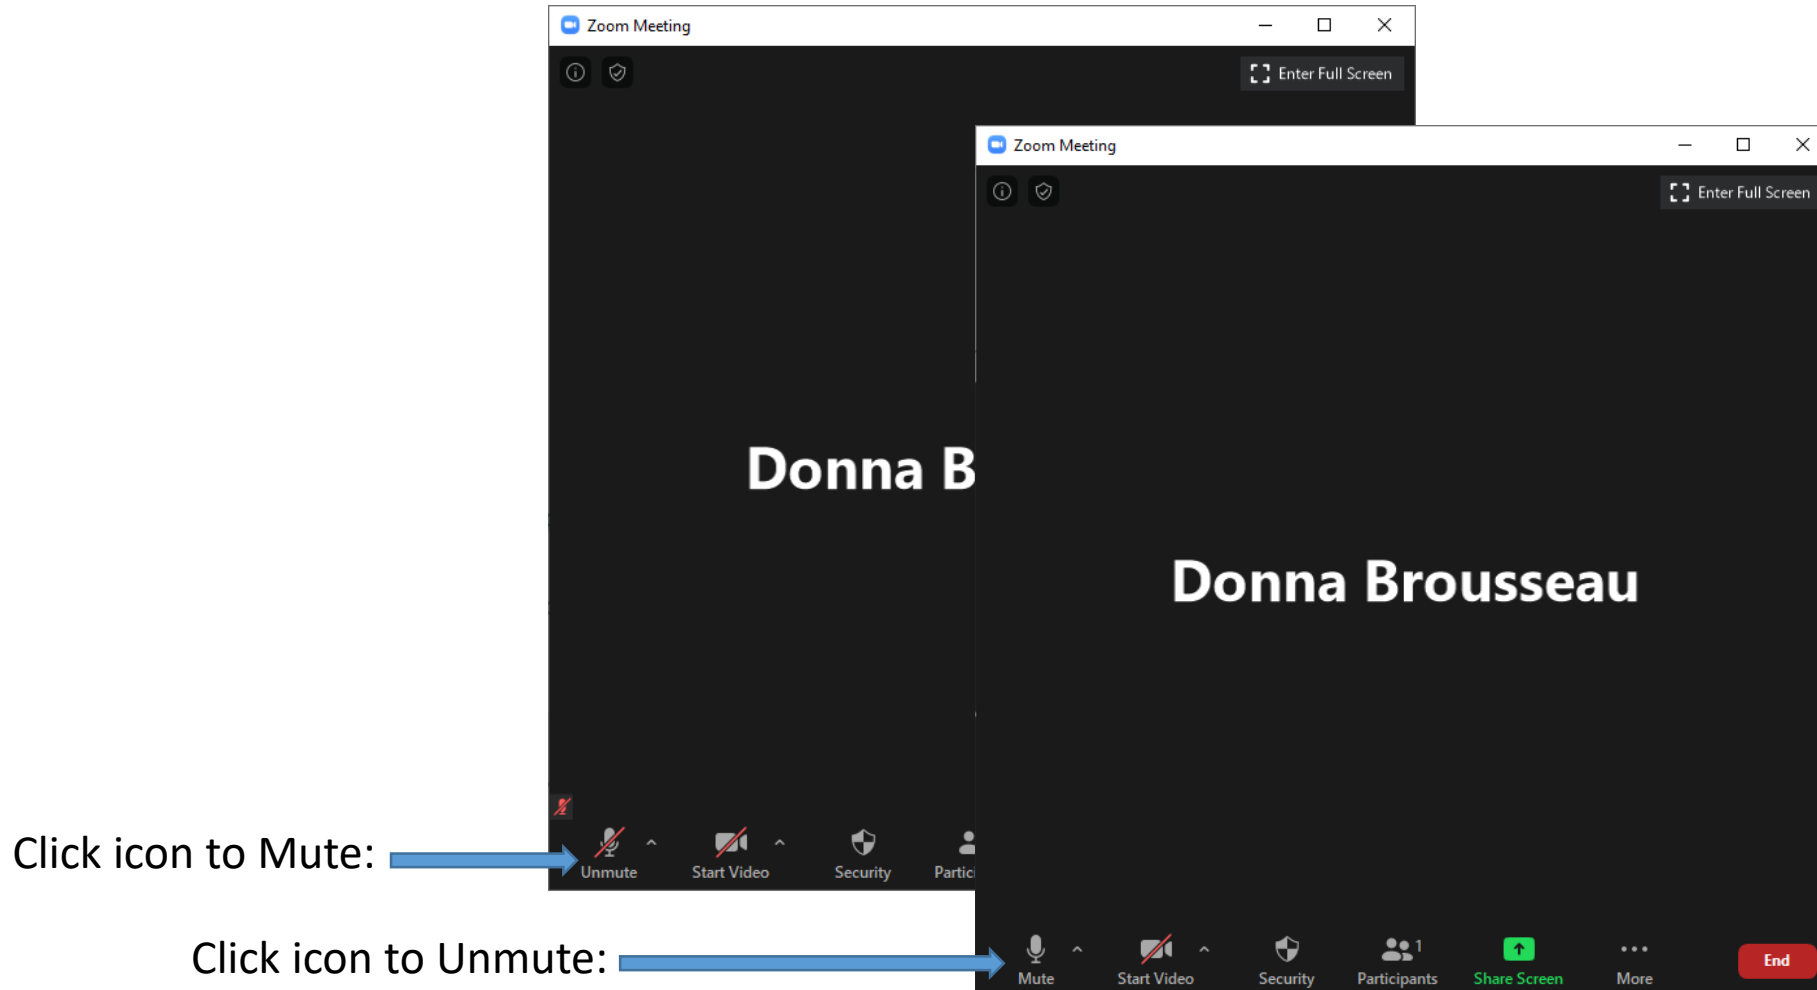 Zoom Meeting
Enter Full Screen
Zoom Meeting
Enter Full Screen
Donna B
Donna Brousseau
Click icon to Mute:
Unmute
Start Video
Security
Partic
Click icon to Unmute:
Mute
Start Video
Security
1
Participants
Share Screen
More
End